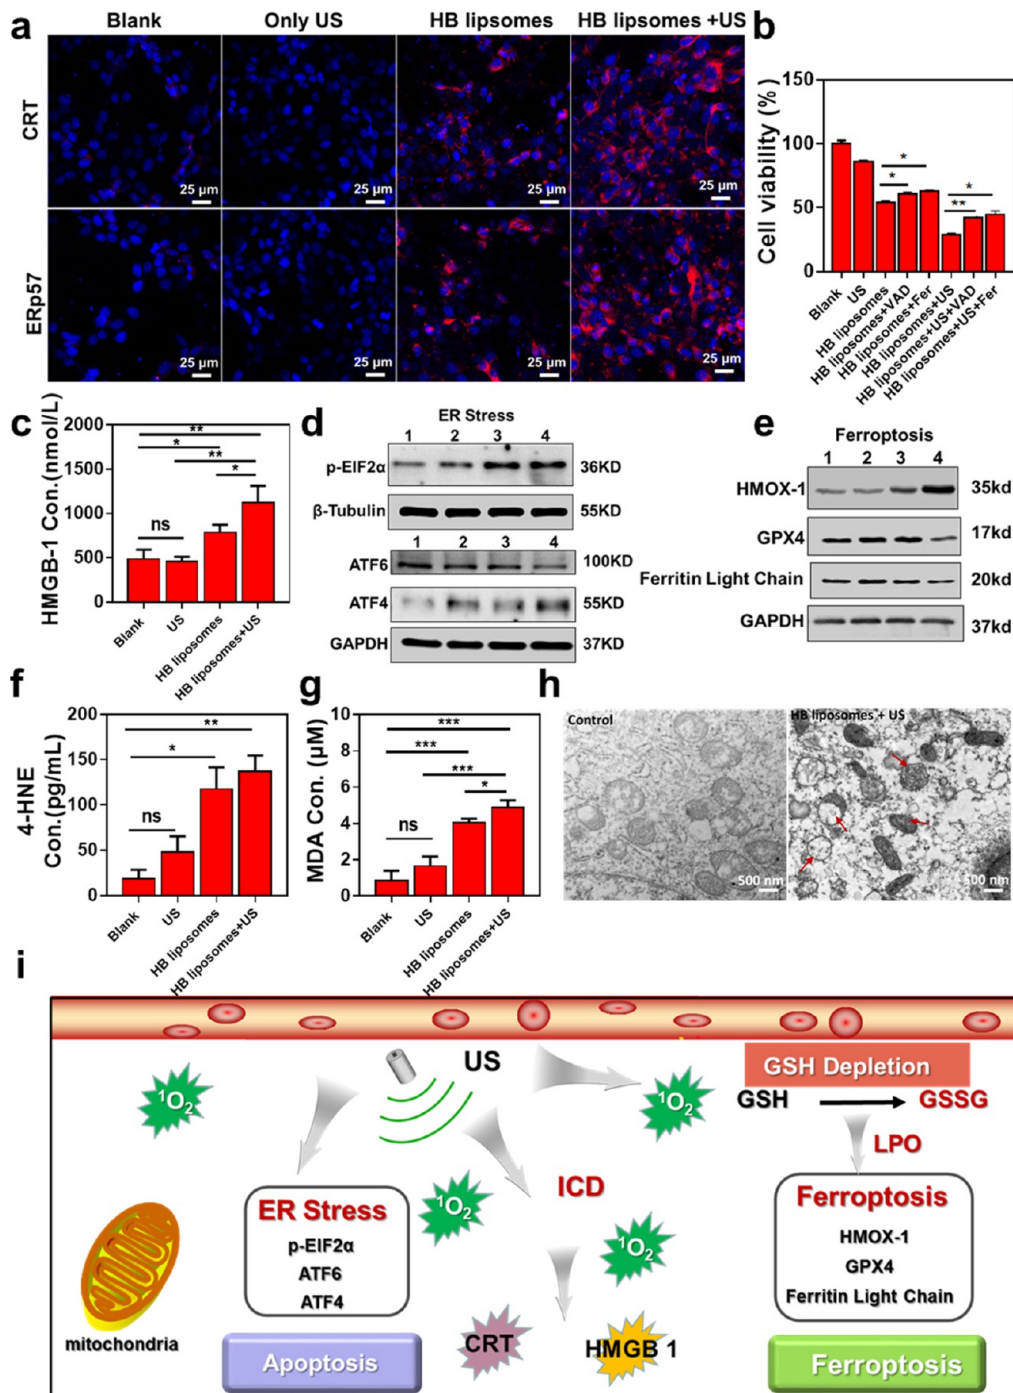 a
Blank
Only US
HB lipsomes
HB lipsomes +US
CRT
25 μm
25 μm
25 μm
25 μm
ERp57
25 μm
25 μm
25 μm
25 μm
b
Cell viability (%)
150
100
50
0
*
*
*
**
Blank
US
HB liposomes
HB liposomes+VAD
HB liposomes+Fer
HB liposomes+US
HB liposomes+US+VAD
HB liposomes+US+Fer
c
HMGB-1 Con.(nmol/L)
2000
1500
1000
500
0
**
*
**
*
ns
Blank
US
HB liposomes
HB liposomes+US
d
ER Stress
1 2 3 4
p-EIF2α 36KD
β-Tubulin 55KD
1 2 3 4
ATF6 100KD
ATF4 55KD
GAPDH 37KD
e
Ferroptosis
1 2 3 4
HMOX-1 35kd
GPX4 17kd
Ferritin Light Chain 20kd
GAPDH 37kd
f
4-HNE
Con.(pg/mL)
200
150
100
50
0
**
*
ns
Blank
US
HB liposomes
HB liposomes+US
g
MDA Con. (μM)
10
8
6
4
2
0
***
***
***
*
ns
Blank
US
HB liposomes
HB liposomes+US
h
Control
500 nm
HB liposomes + US
500 nm
i
US
GSH Depletion
¹O₂
¹O₂
GSH GSSG
LPO
ICD
ER Stress
p-EIF2α
ATF6
ATF4
¹O₂
¹O₂
Ferroptosis
HMOX-1
GPX4
Ferritin Light Chain
mitochondria
Apoptosis
CRT
HMGB 1
Ferroptosis